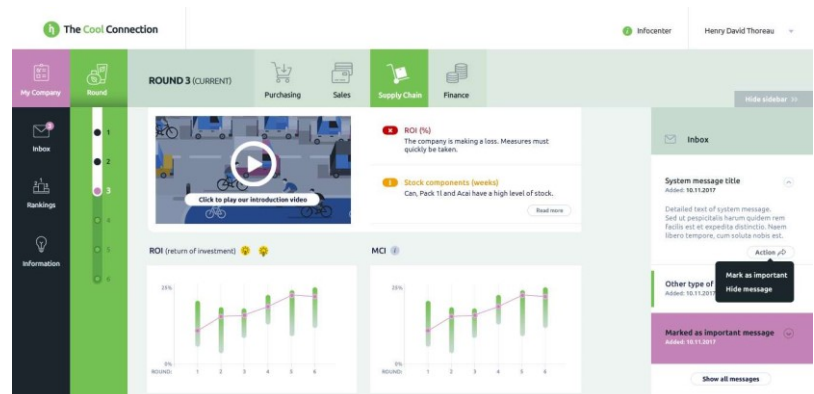 The Cool Connection
Infocenter
Henry David Thoreau
My Company
Round
ROUND 3 (CURRENT)
Purchasing
Sales
Supply Chain
Finance
Hide sidebar
Inbox
Rankings
Information
1
2
3
4
5
6
Click to play our introduction video
ROI (%)
The company is making a loss. Measures must
quickly be taken.
Stock components (weeks)
Can, Pack 1l and Acai have a high level of stock.
Read more
ROI (return of investment)
25%
0%
ROUND:
1 2 3 4 5 6
MCI
25%
0%
ROUND:
1 2 3 4 5 6
Inbox
System message title
Added: 10.11.2017
Detailed text of system message.
Sed ut pespicitalis harum quidem rem
facilis est et expedita distinctio. Naem
libero tempore, cum soluta nobis est.
Action
Mark as important
Hide message
Other type of
Added: 10.11.2017
Marked as important message
Added: 10.11.2017
Show all messages